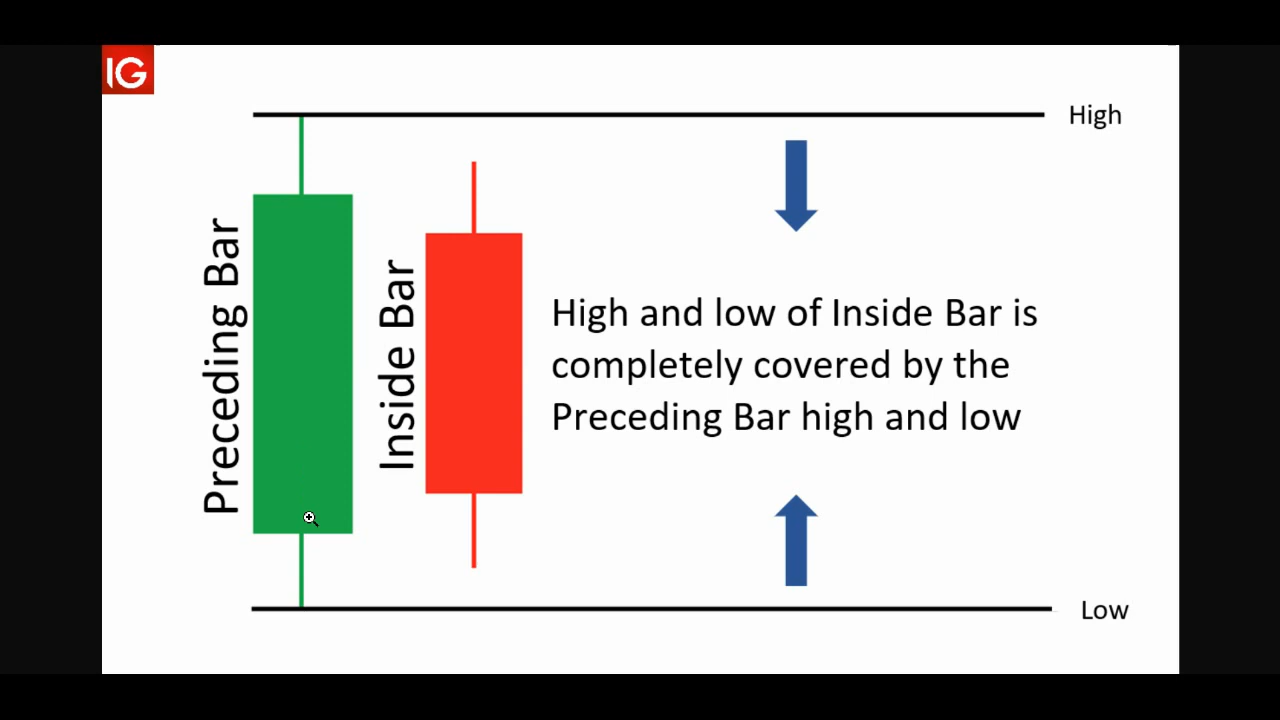 IG
High
Preceding Bar
Inside Bar
High and low of Inside Bar is
completely covered by the
Preceding Bar high and low
Low